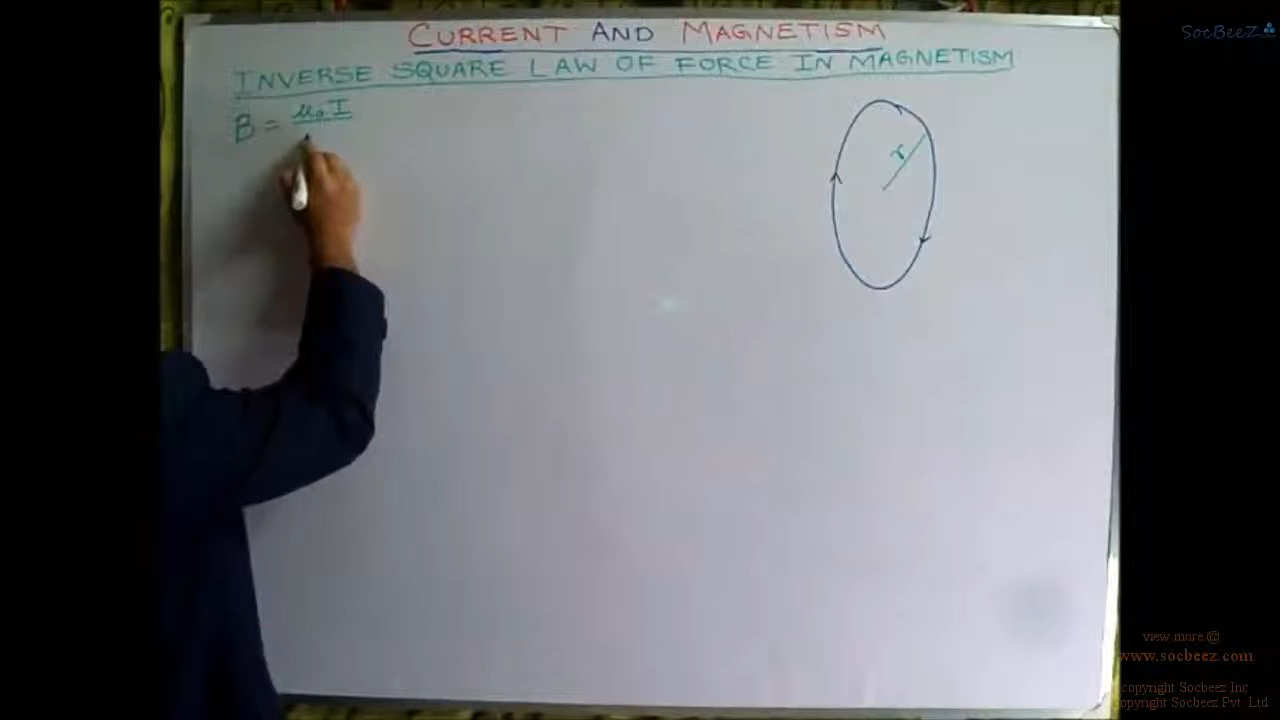 CURRENT AND MAGNETISM
INVERSE SQUARE LAW OF FORCE IN MAGNETISM
B = μ₀I
r
SocBeeZ
view more @
www.socbeez.com
copyright Socbeez Inc
copyright Socbeez Pvt Ltd